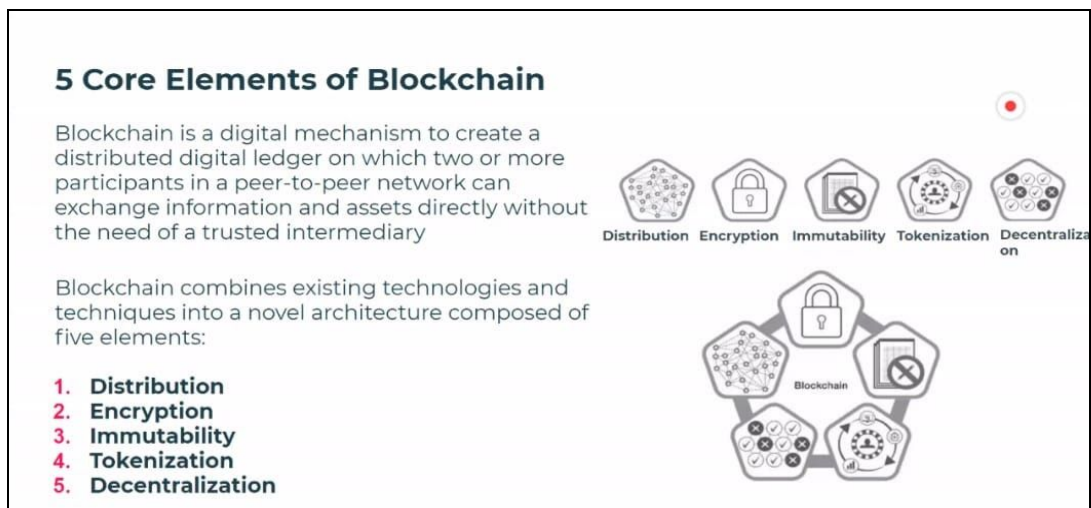 5 Core Elements of Blockchain
Blockchain is a digital mechanism to create a
distributed digital ledger on which two or more
participants in a peer-to-peer network can
exchange information and assets directly without
the need of a trusted intermediary
Blockchain combines existing technologies and
techniques into a novel architecture composed of
five elements:
1. Distribution
2. Encryption
3. Immutability
4. Tokenization
5. Decentralization
Distribution Encryption Immutability Tokenization Decentraliza
on
Blockchain